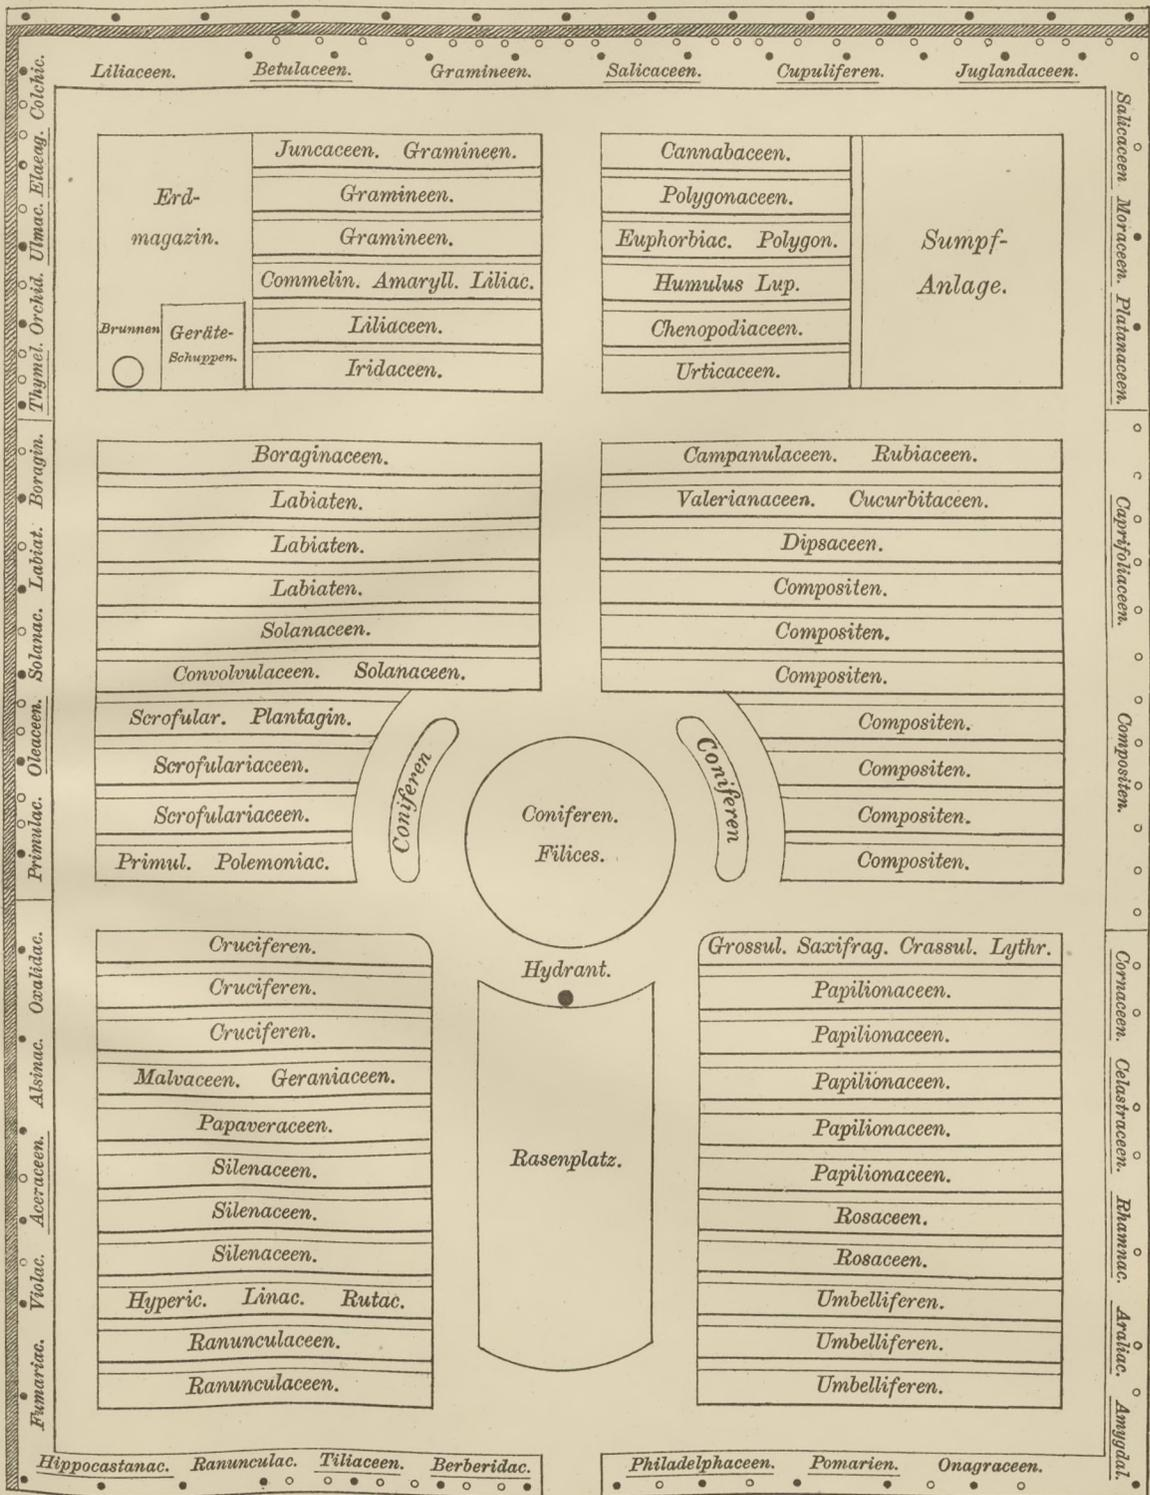 Liliaceen. Betulaceen. Gramineen. Salicaceen. Cupuliferen. Juglandaceen.
Colchic.
Elaeag.
Ulmac.
Orchid.
Thymel.
Boragin.
Labiat.
Solanac.
Oleaceen.
Primulac.
Oxalidac.
Alsinac.
Aceraceen.
Violac.
Fumariac.
Erd-
magazin.
Brunnen
Geräte-
Schuppen.
Juncaceen. Gramineen.
Gramineen.
Gramineen.
Commelin. Amaryll. Liliac.
Liliaceen.
Iridaceen.
Cannabaceen.
Polygonaceen.
Euphorbiac. Polygon.
Humulus Lup.
Chenopodiaceen.
Urticaceen.
Sumpf-
Anlage.
Boraginaceen.
Labiaten.
Labiaten.
Labiaten.
Solanaceen.
Convolvulaceen. Solanaceen.
Scrofular. Plantagin.
Scrofulariaceen.
Scrofulariaceen.
Primul. Polemoniac.
Campanulaceen. Rubiaceen.
Valerianaceen. Cucurbitaceen.
Dipsaceen.
Compositen.
Compositen.
Compositen.
Compositen.
Compositen.
Compositen.
Compositen.
Coniferen
Coniferen.
Filices.
Coniferen
Hydrant.
Rasenplatz.
Cruciferen.
Cruciferen.
Cruciferen.
Malvaceen. Geraniaceen.
Papaveraceen.
Silenaceen.
Silenaceen.
Silenaceen.
Hyperic. Linac. Rutac.
Ranunculaceen.
Ranunculaceen.
Grossul. Saxifrag. Crassul. Lythr.
Papilionaceen.
Papilionaceen.
Papilionaceen.
Papilionaceen.
Papilionaceen.
Rosaceen.
Rosaceen.
Umbelliferen.
Umbelliferen.
Umbelliferen.
Salicaceen
Moraceen.
Platanaceen.
Caprifoliaceen.
Compositen.
Cornaceen.
Celastraceen.
Rhamnac.
Araliac.
Amygdal.
Hippocastanac. Ranunculac. Tiliaceen. Berberidac. Philadelphaceen. Pomarien. Onagraceen.